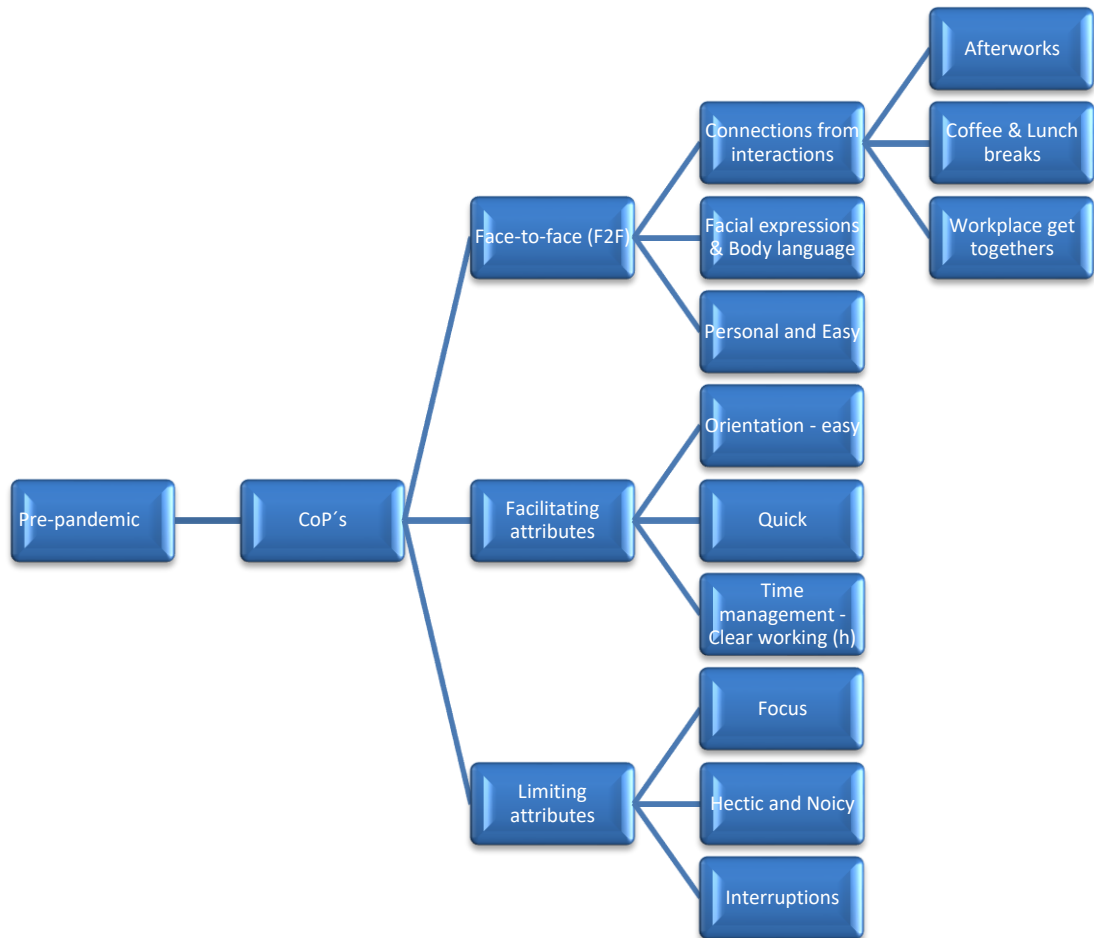 Pre-pandemic
CoP´s
Face-to-face (F2F)
Connections from
interactions
Afterworks
Coffee & Lunch
breaks
Workplace get
togethers
Facial expressions
& Body language
Personal and Easy
Facilitating
attributes
Orientation - easy
Quick
Time
management -
Clear working (h)
Limiting
attributes
Focus
Hectic and Noicy
Interruptions